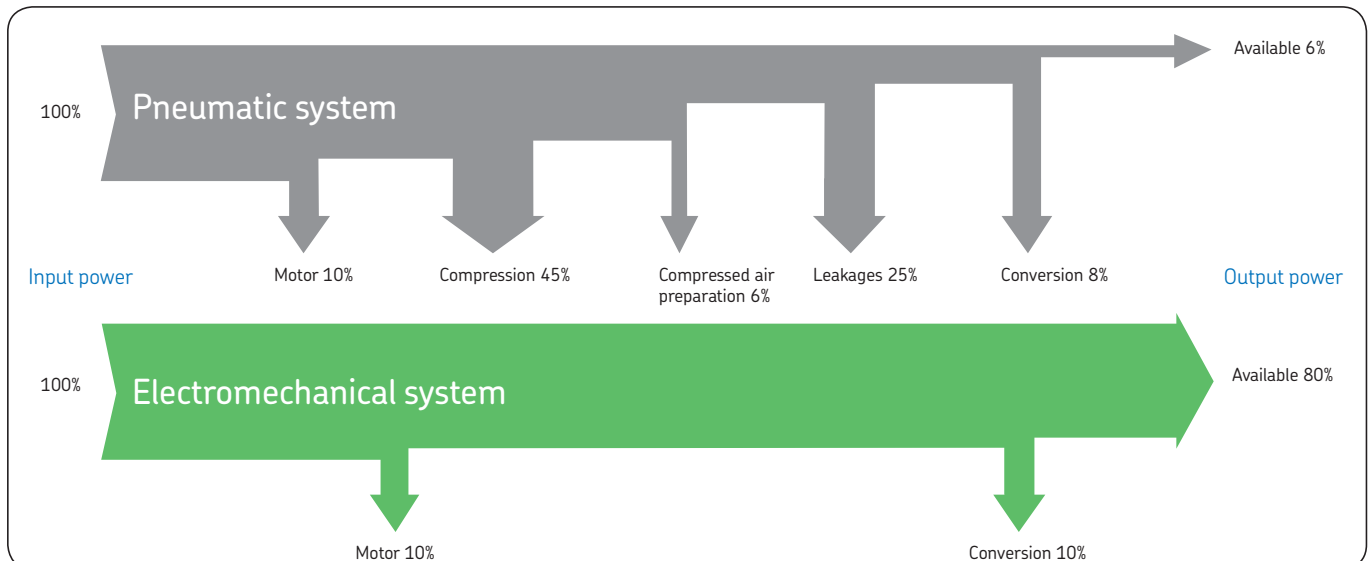 Available 6%
100%
Pneumatic system
Input power
Motor 10%
Compression 45%
Compressed air
preparation 6%
Leakages 25%
Conversion 8%
Output power
100%
Electromechanical system
Available 80%
Motor 10%
Conversion 10%